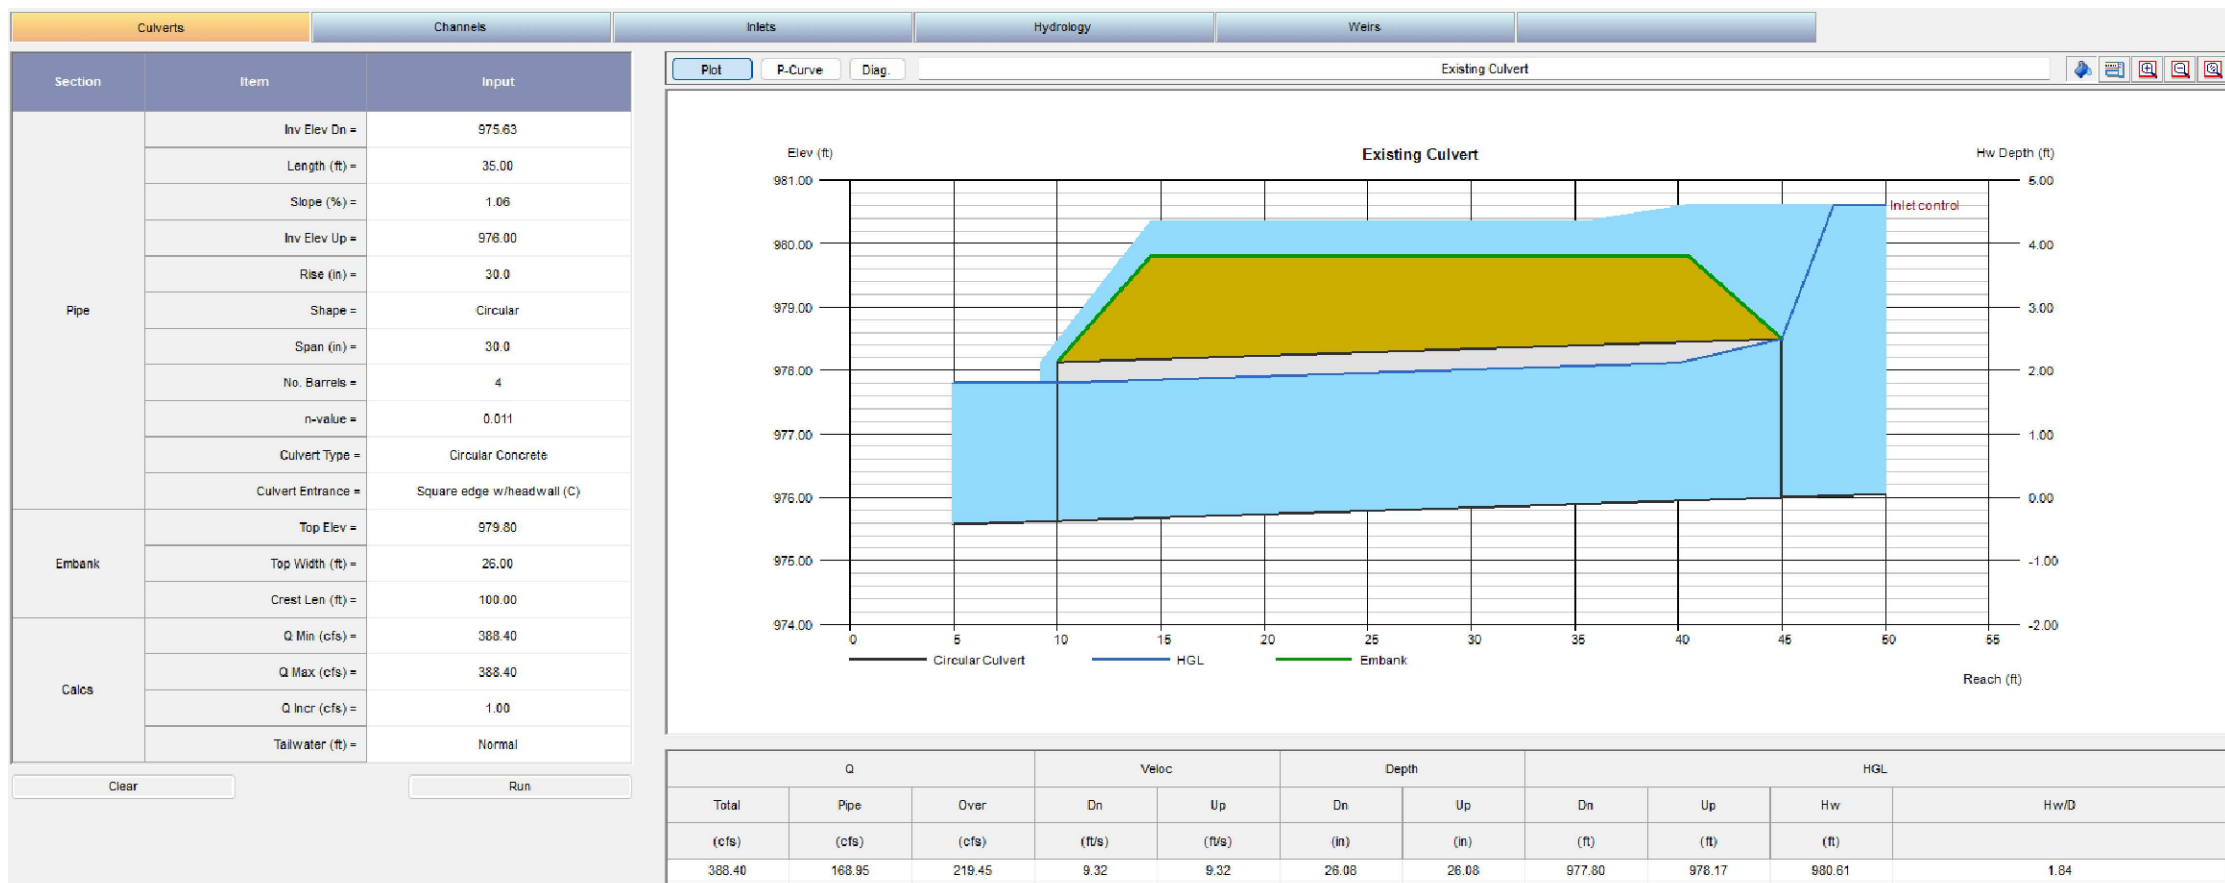 Culverts Channels Inlets Hydrology Weirs
Section Item Input
Pipe
Inv Elev Dn = 975.63
Length (ft) = 35.00
Slope (%) = 1.06
Inv Elev Up = 976.00
Rise (in) = 30.0
Shape = Circular
Span (in) = 30.0
No. Barrels = 4
n-value = 0.011
Culvert Type = Circular Concrete
Culvert Entrance = Square edge w/headwall (C)
Embank
Top Elev = 979.80
Top Width (ft) = 26.00
Crest Len (ft) = 100.00
Calcs
Q Min (cfs) = 388.40
Q Max (cfs) = 388.40
Q Incr (cfs) = 1.00
Tailwater (ft) = Normal
Clear Run
Plot P-Curve Diag. Existing Culvert
Elev (ft) Existing Culvert Hw Depth (ft)
981.00 5.00
Inlet control
980.00 4.00
979.00 3.00
978.00 2.00
977.00 1.00
976.00 0.00
975.00 -1.00
974.00 -2.00
0 5 10 15 20 25 30 35 40 45 50 55
Circular Culvert HGL Embank
Reach (ft)
Q Veloc Depth HGL
Total Pipe Over Dn Up Dn Up Dn Up Hw Hw/D
(cfs) (cfs) (cfs) (ft/s) (ft/s) (in) (in) (ft) (ft) (ft)
388.40 168.95 219.45 9.32 9.32 26.08 26.08 977.80 978.17 980.61 1.84